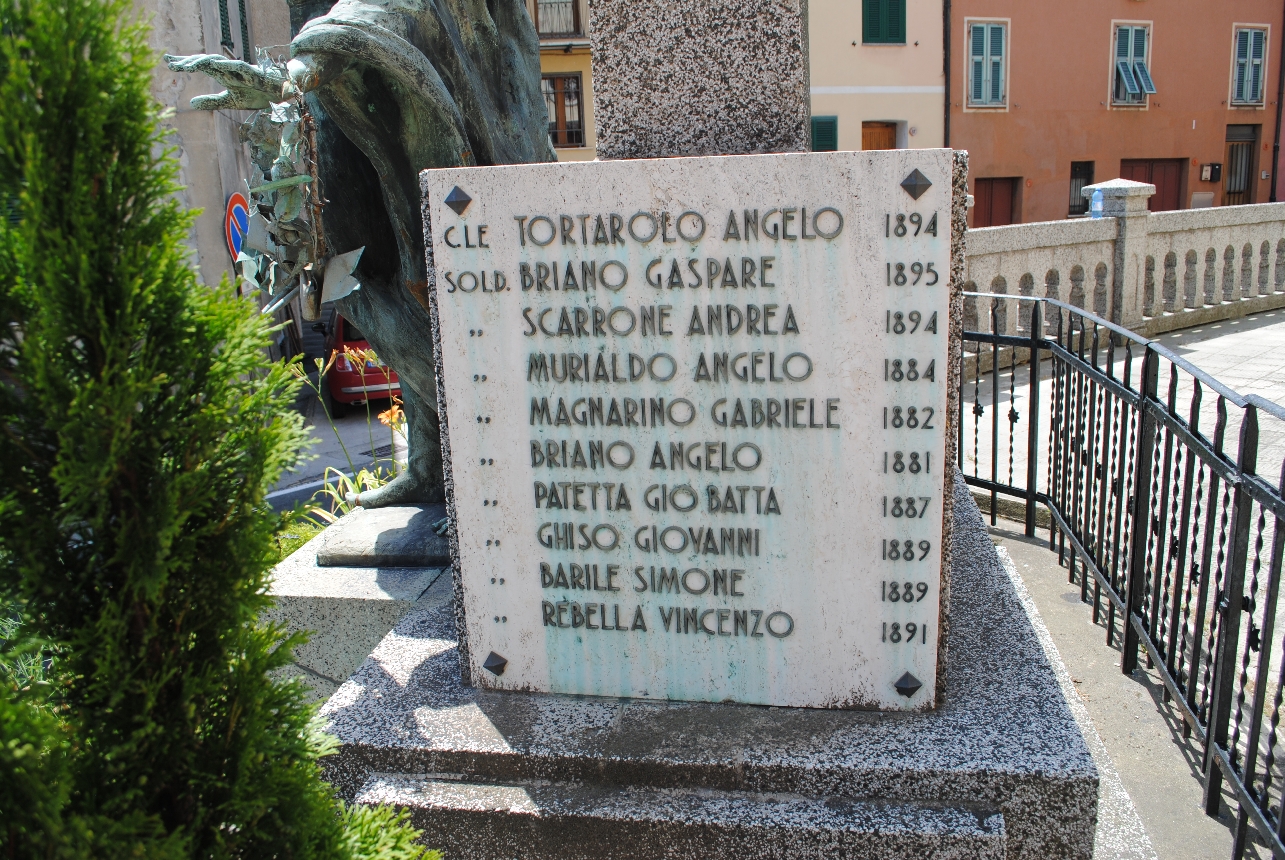 C.LE TORTAROLO ANGELO 1894
SOLD. BRIANO GASPARE 1895
„ SCARRONE ANDREA 1894
„ MURIALDO ANGELO 1884
„ MAGNARINO GABRIELE 1882
„ BRIANO ANGELO 1881
„ PATETTA GIO BATTA 1887
„ GHISO GIOVANNI 1889
„ BARILE SIMONE 1889
„ REBELLA VINCENZO 1891